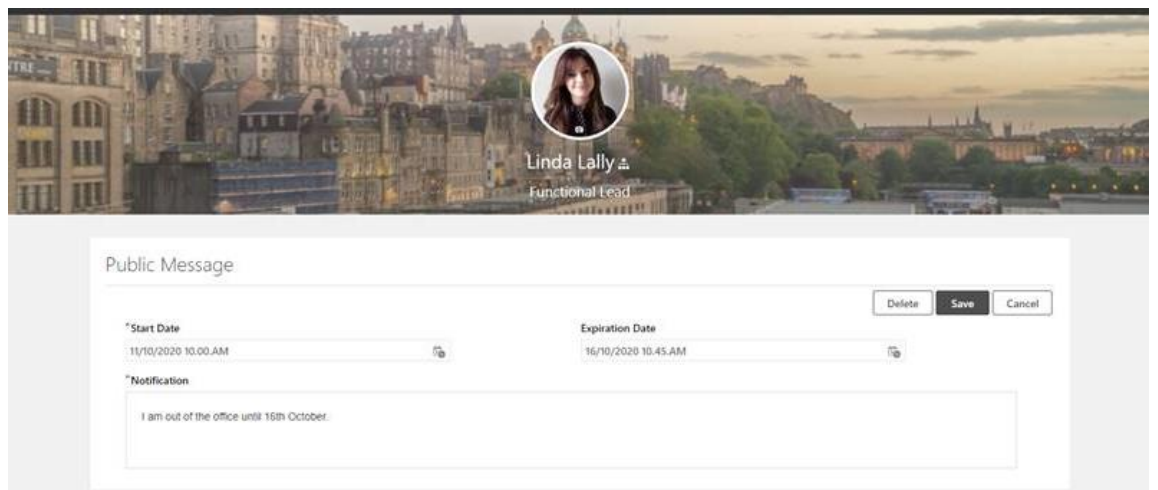 TRE
Linda Lally
Functional Lead
Public Message
Delete Save Cancel
*Start Date Expiration Date
11/10/2020 10.00.AM 16/10/2020 10.45.AM
*Notification
I am out of the office until 16th October.